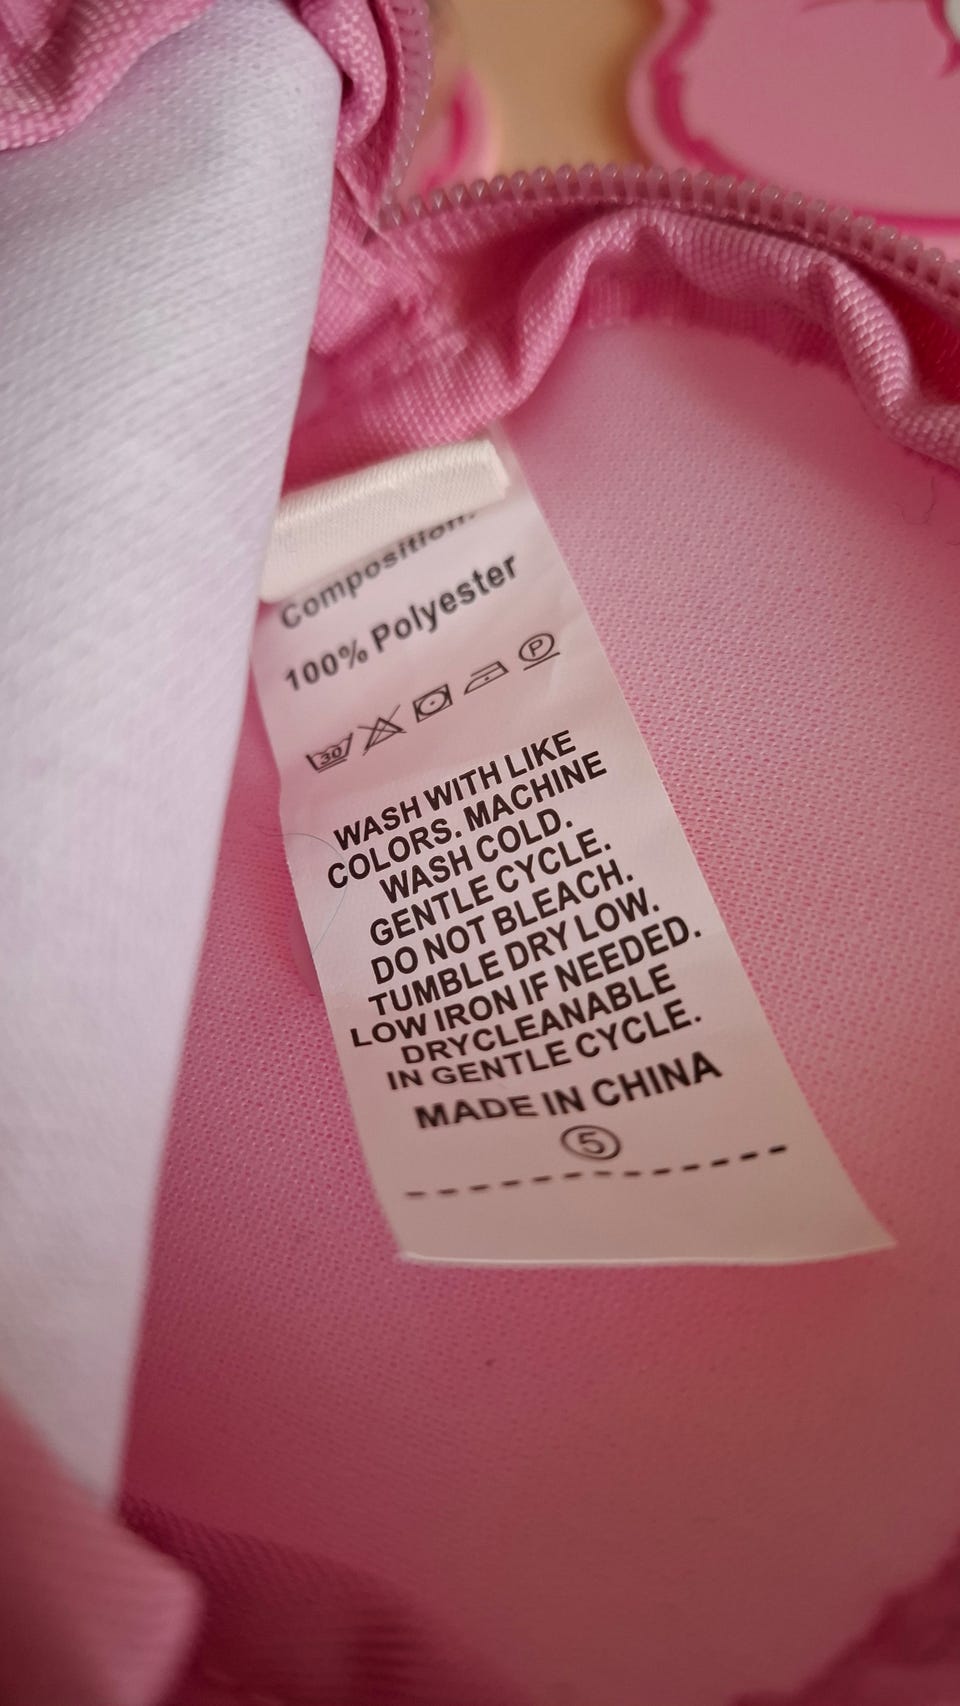 Composition:
100% Polyester
30 P
WASH WITH LIKE
COLORS. MACHINE
WASH COLD.
GENTLE CYCLE.
DO NOT BLEACH.
TUMBLE DRY LOW.
LOW IRON IF NEEDED.
DRYCLEANABLE
IN GENTLE CYCLE.
MADE IN CHINA
5